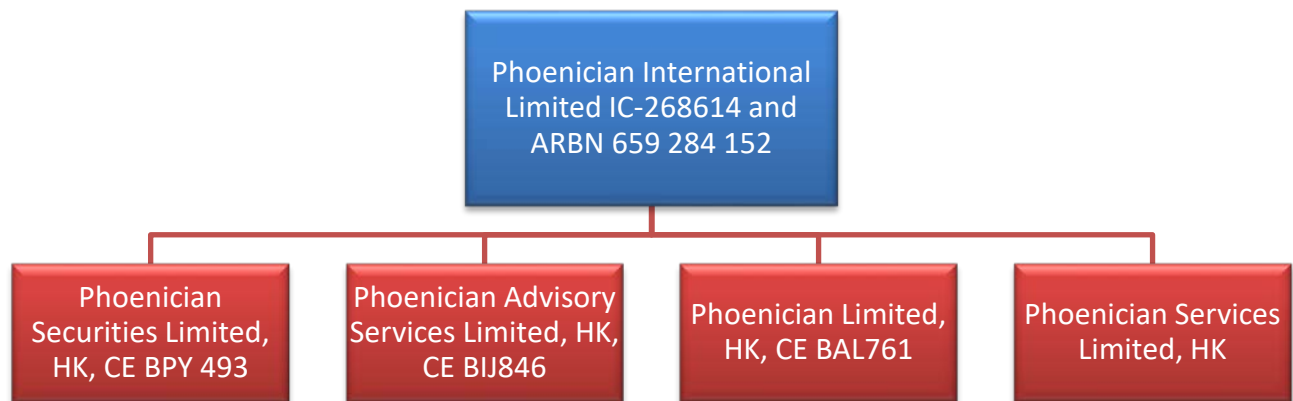 Phoenician International
Limited IC-268614 and
ARBN 659 284 152
Phoenician
Securities Limited,
HK, CE BPY 493
Phoenician Advisory
Services Limited, HK,
CE BIJ846
Phoenician Limited,
HK, CE BAL761
Phoenician Services
Limited, HK